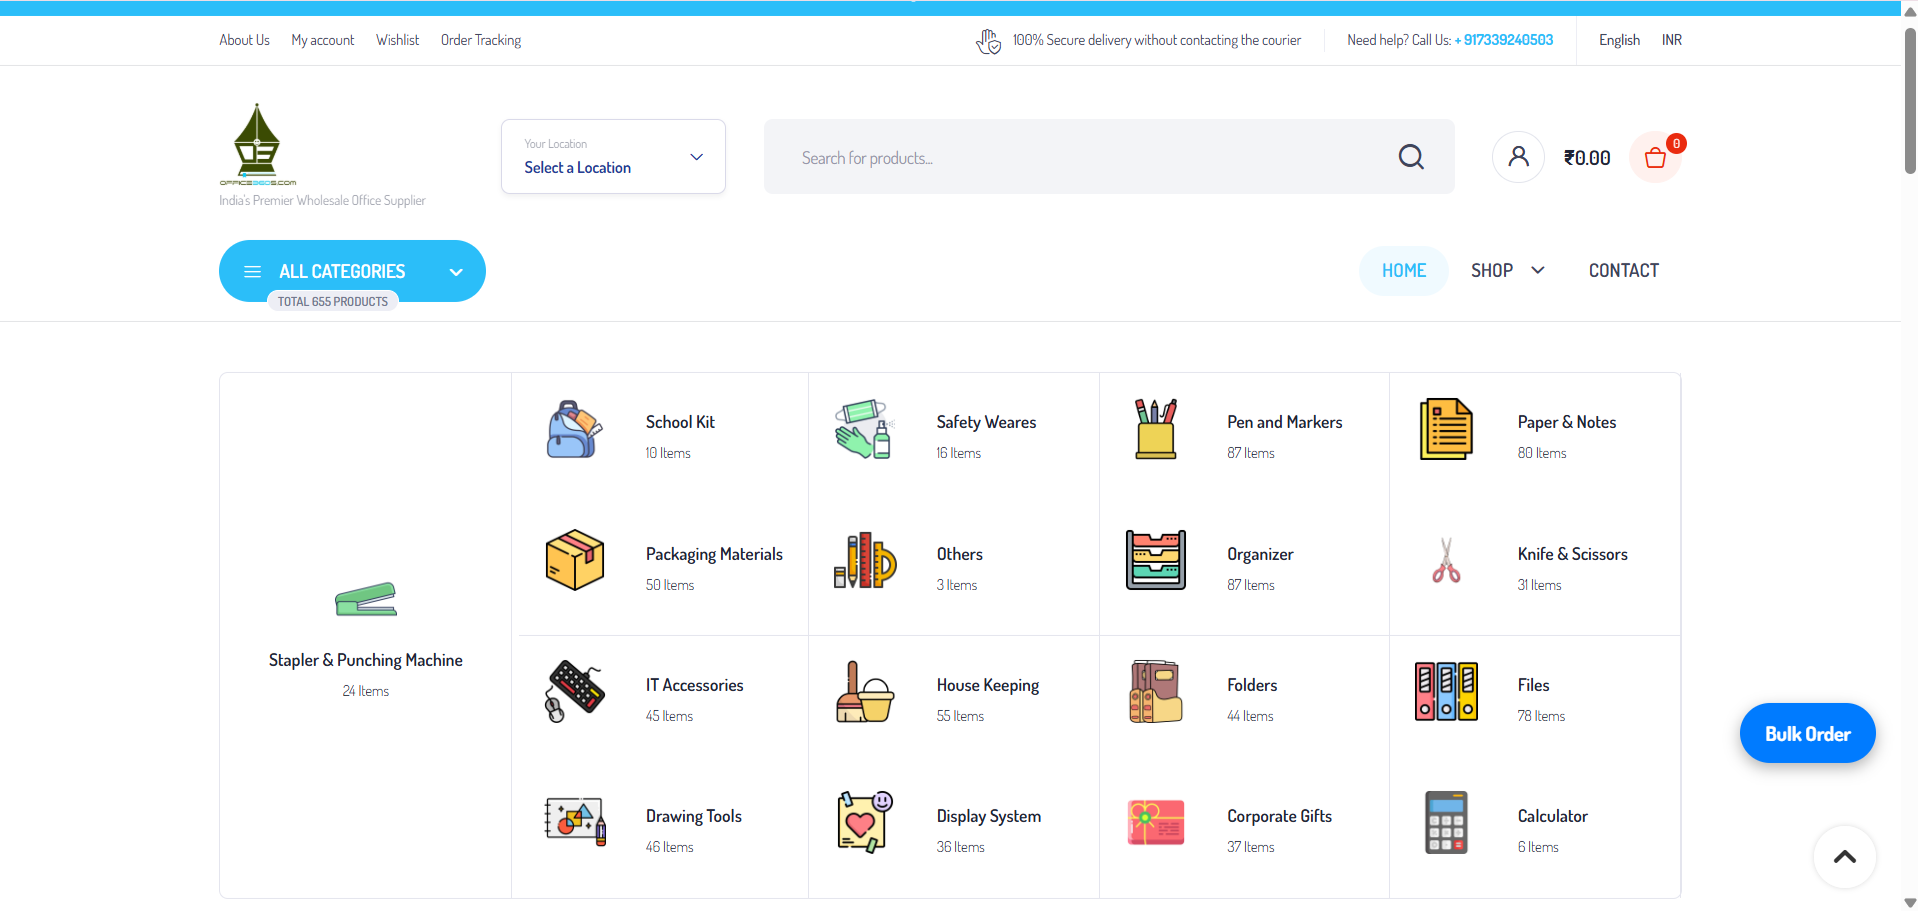 About Us My account Wishlist Order Tracking 100% Secure delivery without contacting the courier Need help? Call Us: + 917339240503 English INR
OFFICE360S.COM
India's Premier Wholesale Office Supplier
Your Location
Select a Location
Search for products...
₹0.00
0
ALL CATEGORIES
TOTAL 655 PRODUCTS
HOME SHOP CONTACT
Stapler & Punching Machine
24 Items
School Kit
10 Items
Safety Weares
16 Items
Pen and Markers
87 Items
Paper & Notes
80 Items
Packaging Materials
50 Items
Others
3 Items
Organizer
87 Items
Knife & Scissors
31 Items
IT Accessories
45 Items
House Keeping
55 Items
Folders
44 Items
Files
78 Items
Drawing Tools
46 Items
Display System
36 Items
Corporate Gifts
37 Items
Calculator
6 Items
Bulk Order